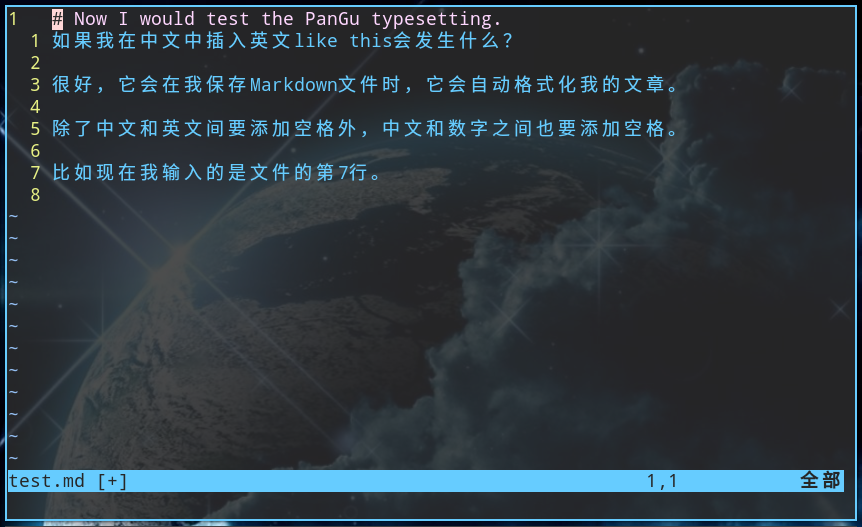 1 # Now I would test the PanGu typesetting.
1 如果我在中文中插入英文like this会发生什么？
2
3 很好，它会在我保存Markdown文件时，它会自动格式化我的文章。
4
5 除了中文和英文间要添加空格外，中文和数字之间也要添加空格。
6
7 比如现在我输入的是文件的第7行。
8
~
~
~
~
~
~
~
~
~
~
~
~
test.md [+] 1,1 全部